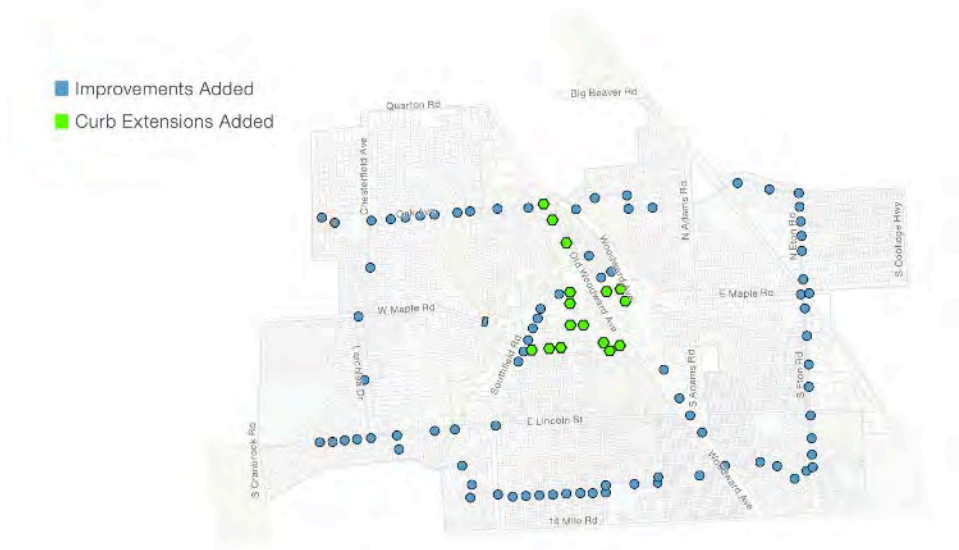 Improvements Added
Curb Extensions Added
Big Beaver Rd
Quarton Rd
Chesterfield Ave
Oak Ave
N Adams Rd
N Eton Rd
S Coolidge Hwy
Woodward Ave
Old Woodward Ave
E Maple Rd
W Maple Rd
Southfield Rd
S Adams Rd
S Eton Rd
E Lincoln St
S Cranbrook Rd
Woodward Ave
14 Mile Rd